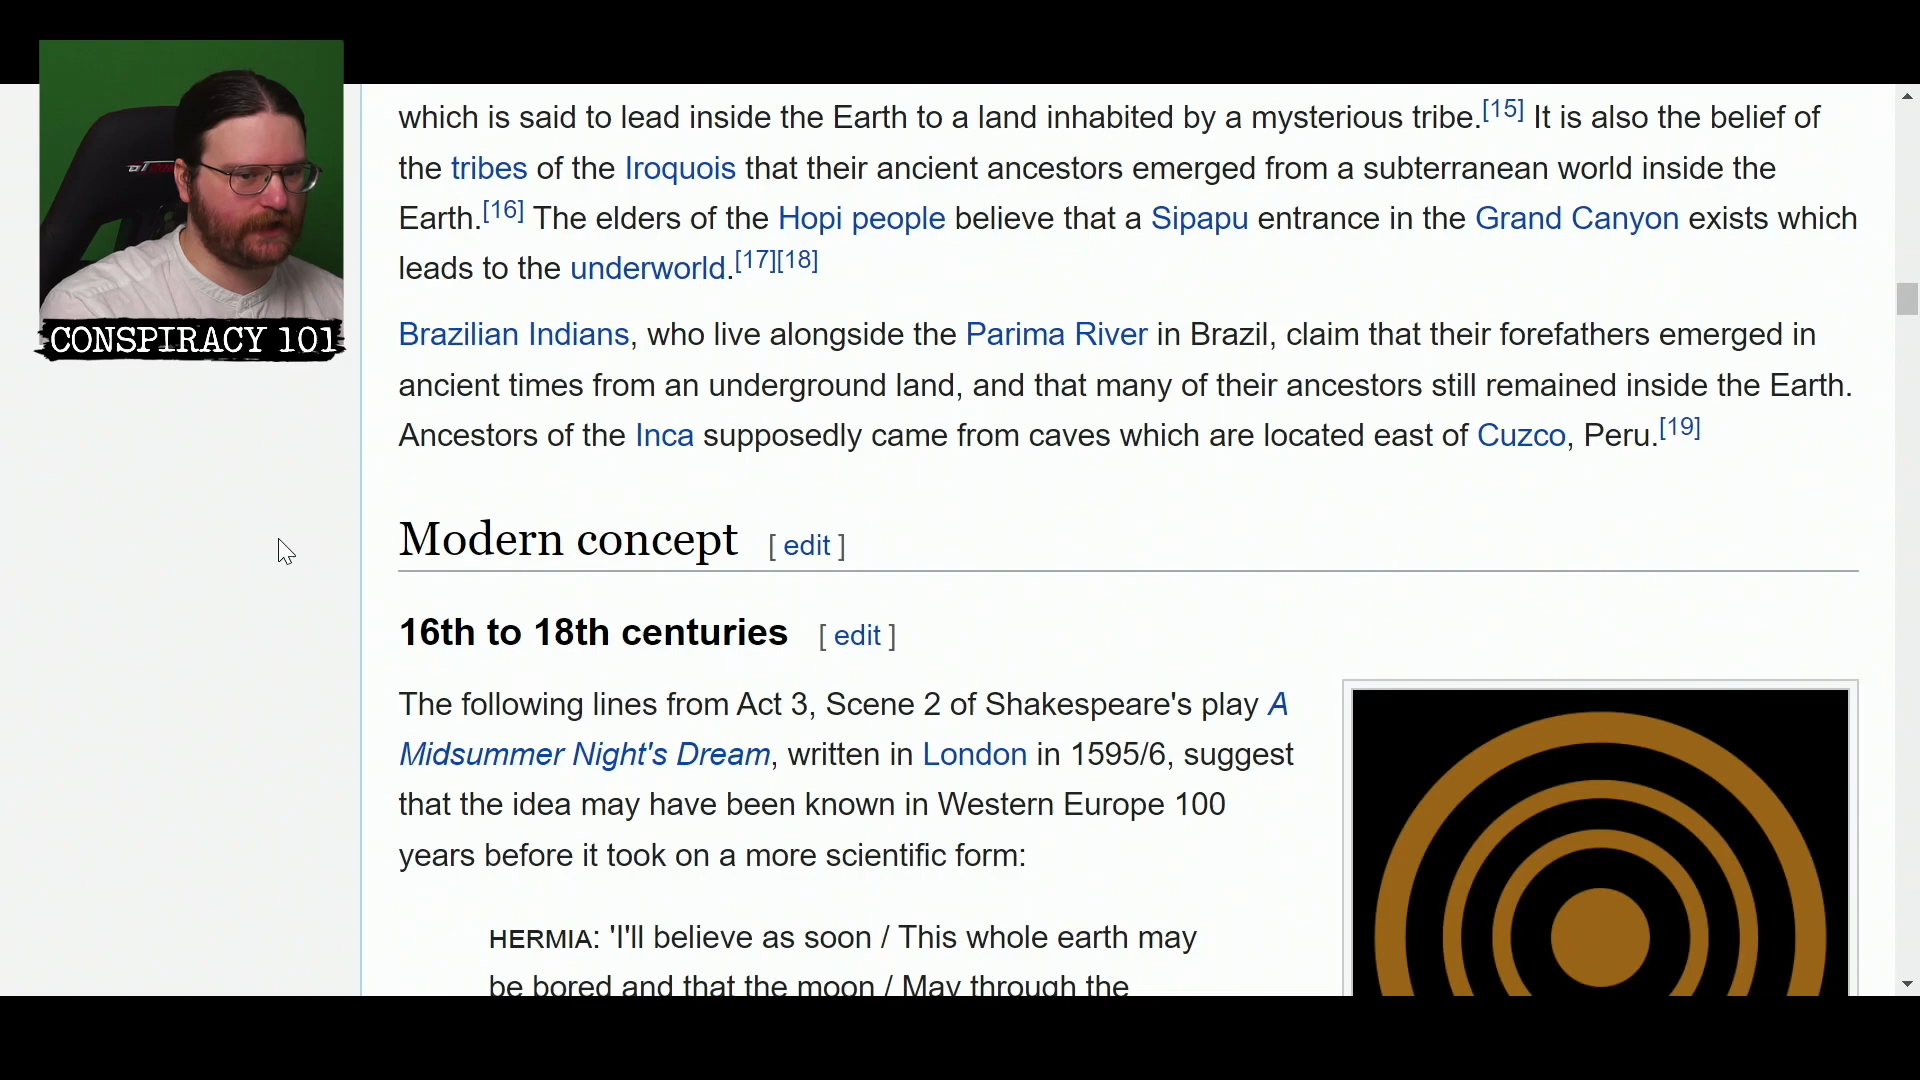 which is said to lead inside the Earth to a land inhabited by a mysterious tribe.[15] It is also the belief of
the tribes of the Iroquois that their ancient ancestors emerged from a subterranean world inside the
Earth.[16] The elders of the Hopi people believe that a Sipapu entrance in the Grand Canyon exists which
leads to the underworld.[17][18]
CONSPIRACY 101
Brazilian Indians, who live alongside the Parima River in Brazil, claim that their forefathers emerged in
ancient times from an underground land, and that many of their ancestors still remained inside the Earth.
Ancestors of the Inca supposedly came from caves which are located east of Cuzco, Peru.[19]
Modern concept [ edit ]
16th to 18th centuries [ edit ]
The following lines from Act 3, Scene 2 of Shakespeare's play A
Midsummer Night's Dream, written in London in 1595/6, suggest
that the idea may have been known in Western Europe 100
years before it took on a more scientific form:
HERMIA: 'I'll believe as soon / This whole earth may
be bored and that the moon / May through the